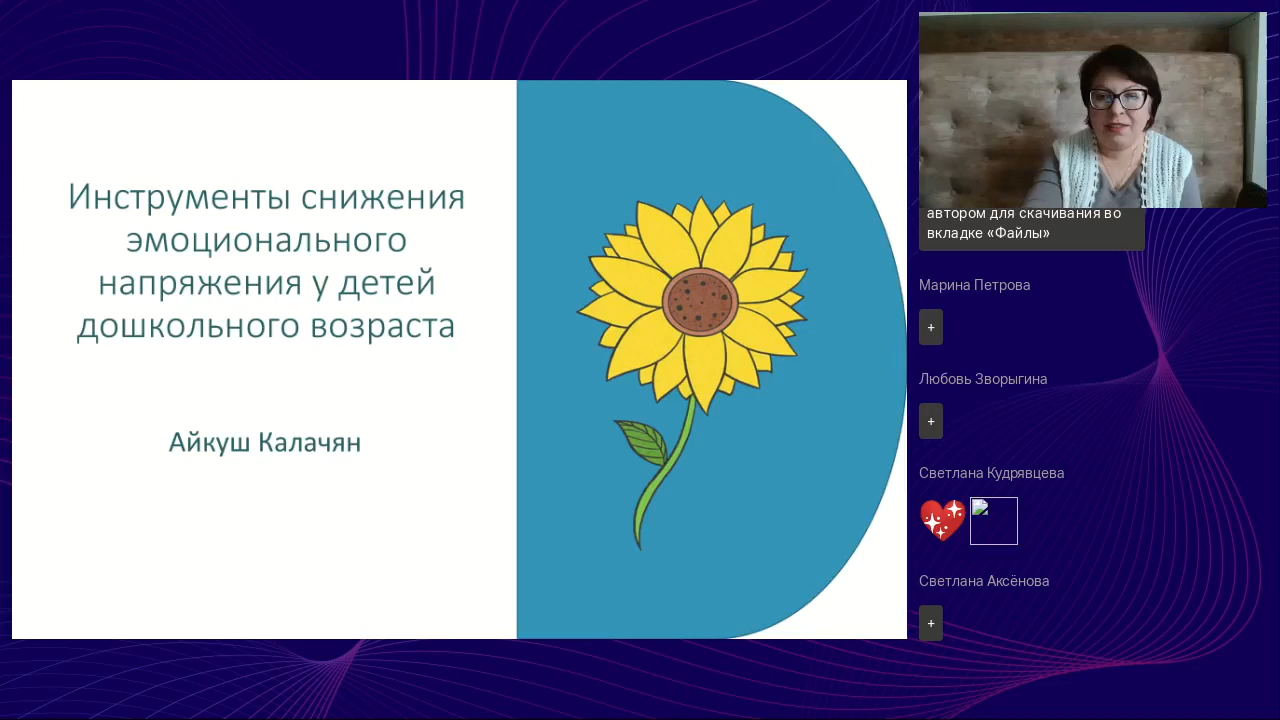 Инструменты снижения
эмоционального
напряжения у детей
дошкольного возраста
Айкуш Калачян
автором для скачивания во
вкладке «Файлы»
Марина Петрова
+
Любовь Зворыгина
+
Светлана Кудрявцева
Светлана Аксёнова
+